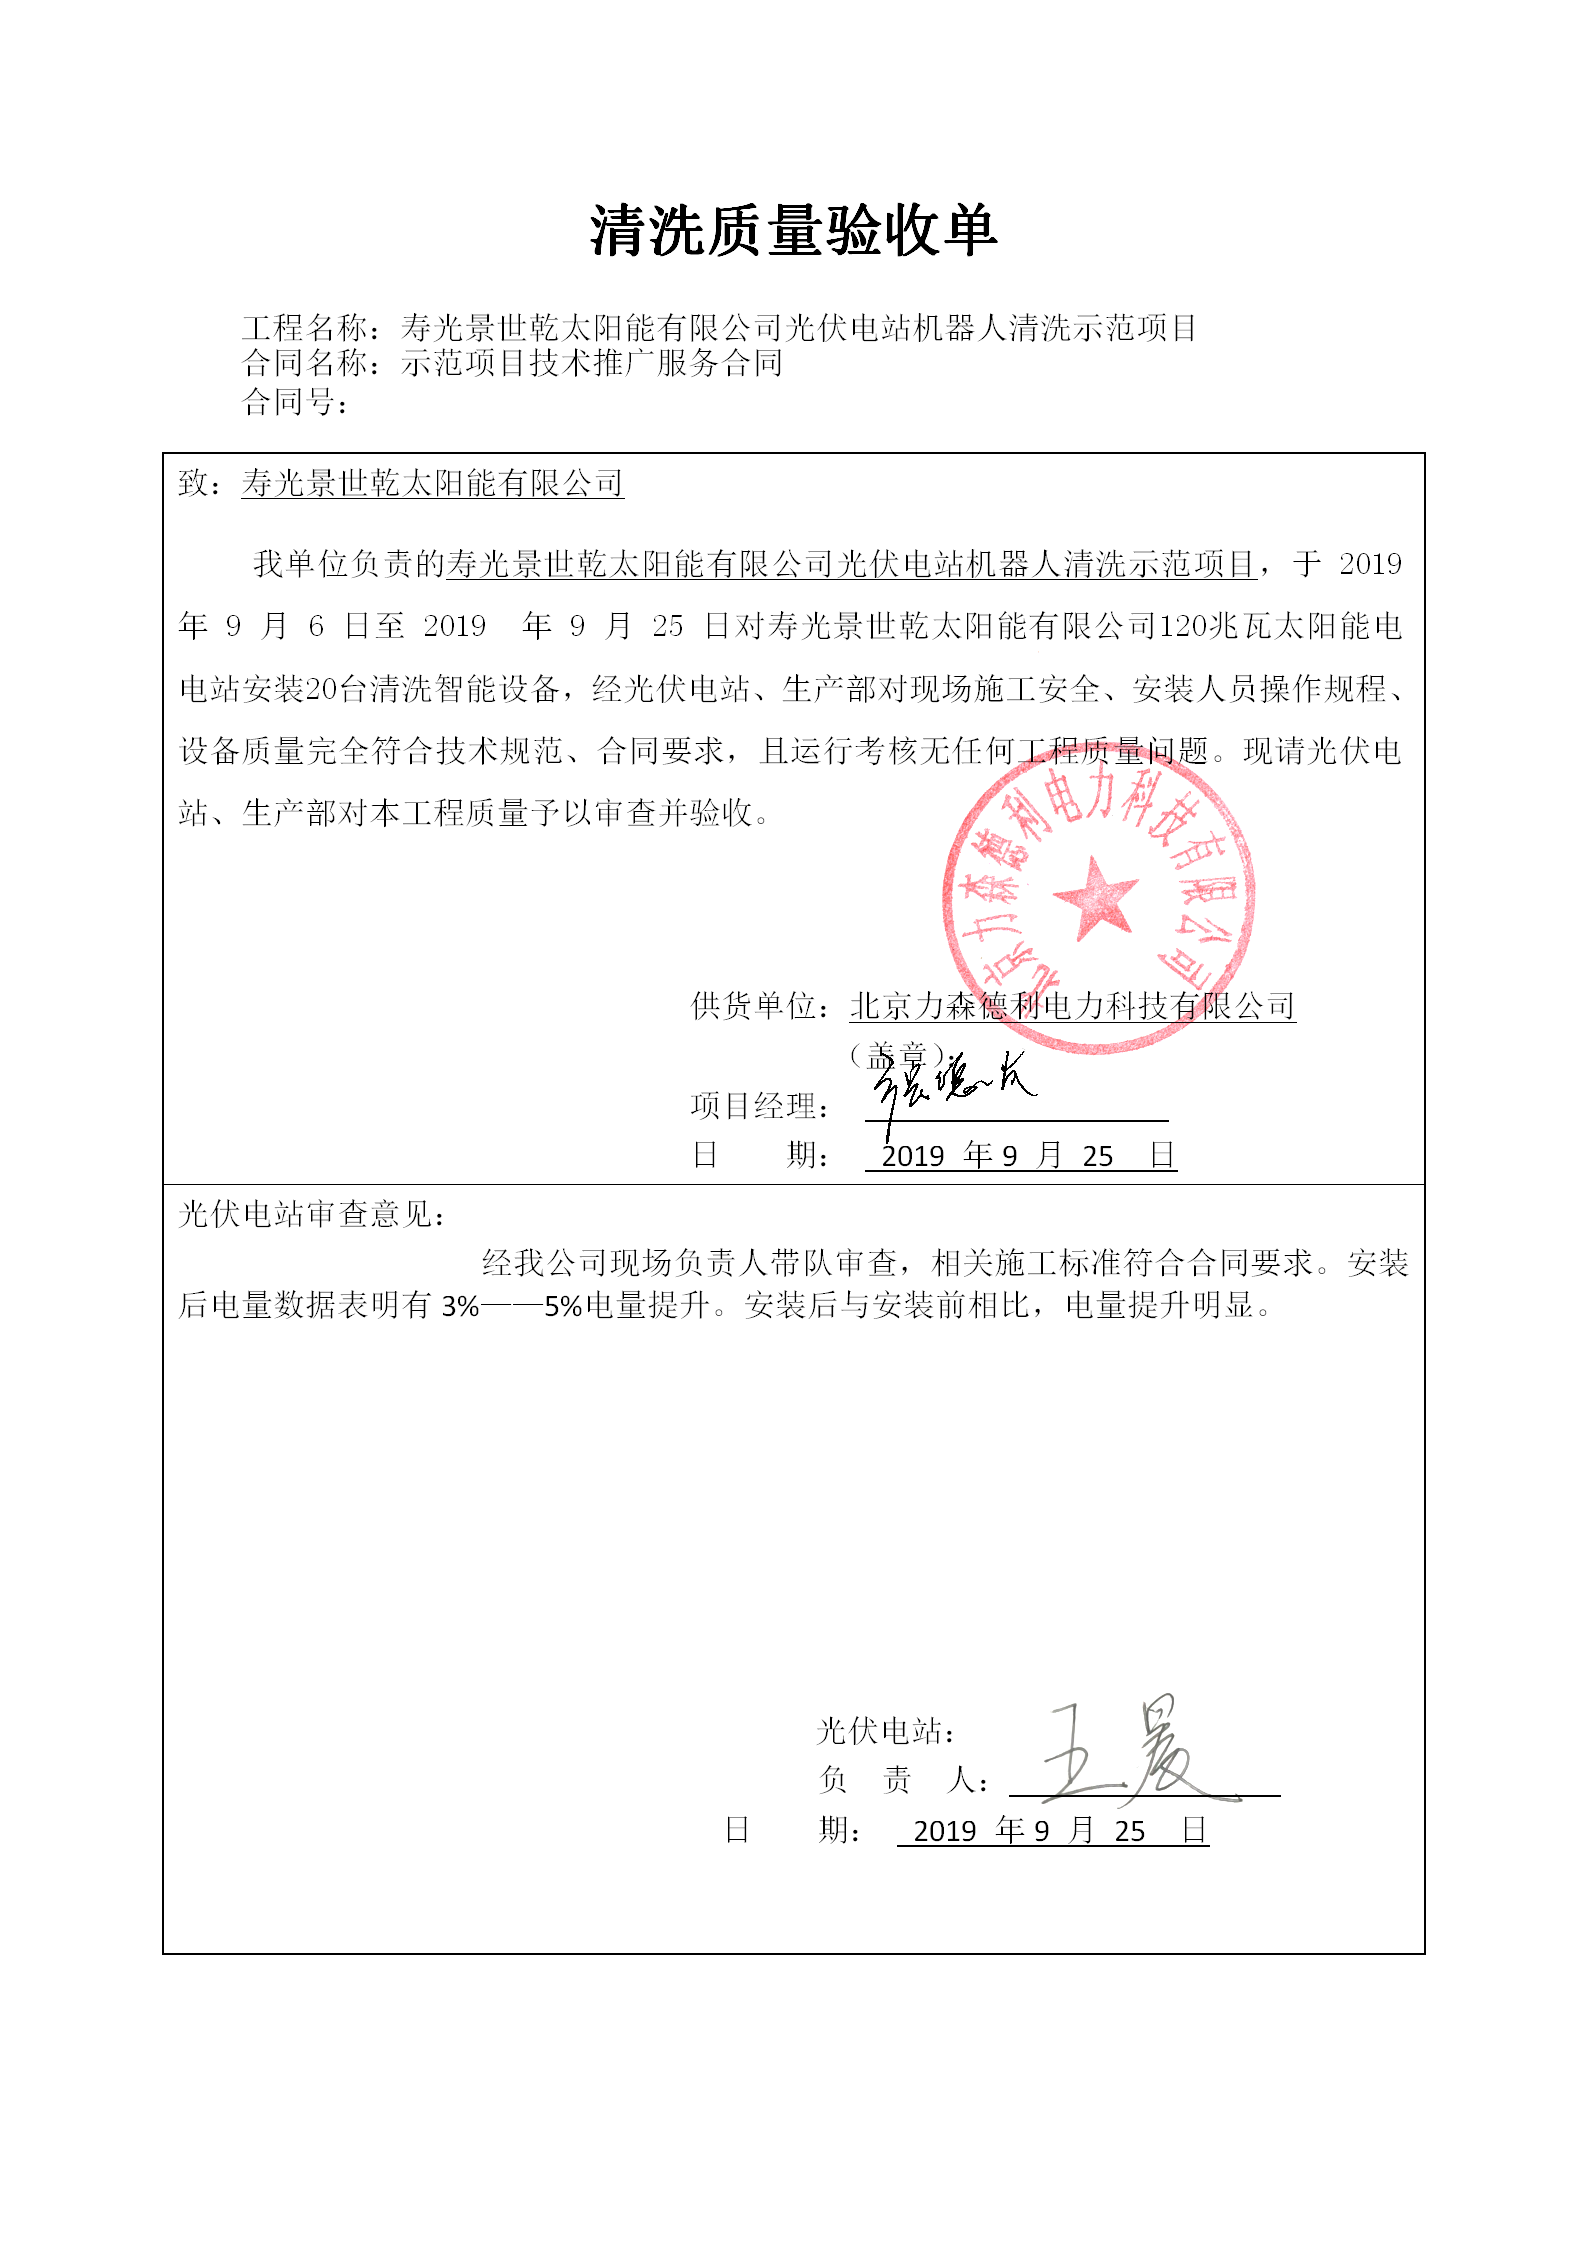 清洗质量验收单
工程名称：寿光景世乾太阳能有限公司光伏电站机器人清洗示范项目
合同名称：示范项目技术推广服务合同
合同号：
致：寿光景世乾太阳能有限公司
我单位负责的寿光景世乾太阳能有限公司光伏电站机器人清洗示范项目，于 2019
年 9 月 6 日至 2019 年 9 月 25 日对寿光景世乾太阳能有限公司120兆瓦太阳能电
电站安装20台清洗智能设备，经光伏电站、生产部对现场施工安全、安装人员操作规程、
设备质量完全符合技术规范、合同要求，且运行考核无任何工程质量问题。现请光伏电
站、生产部对本工程质量予以审查并验收。
北京力森德利电力科技有限公司
供货单位：北京力森德利电力科技有限公司
（盖章）：
项目经理：
日 期： 2019 年 9 月 25 日
光伏电站审查意见：
经我公司现场负责人带队审查，相关施工标准符合合同要求。安装
后电量数据表明有 3%——5%电量提升。安装后与安装前相比，电量提升明显。
光伏电站：
负 责 人：王晨
日 期： 2019 年 9 月 25 日